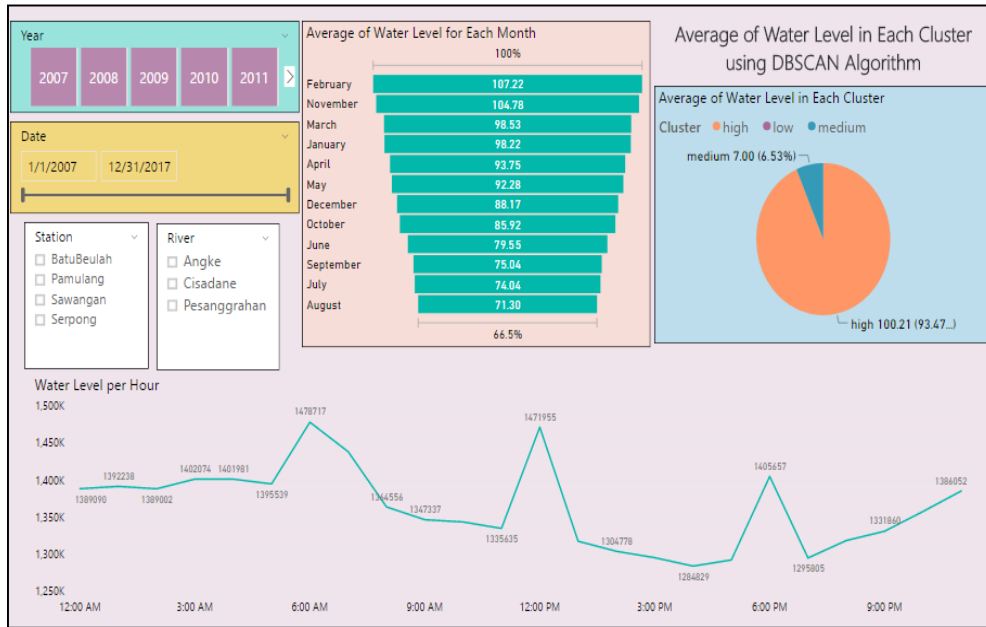 Year
2007 2008 2009 2010 2011
Date
1/1/2007 12/31/2017
Station
BatuBeulah
Pamulang
Sawangan
Serpong
River
Angke
Cisadane
Pesanggrahan
Average of Water Level for Each Month
100%
February 107.22
November 104.78
March 98.53
January 98.22
April 93.75
May 92.28
December 88.17
October 85.92
June 79.55
September 75.04
July 74.04
August 71.30
66.5%
Average of Water Level in Each Cluster
using DBSCAN Algorithm
Average of Water Level in Each Cluster
Cluster high low medium
medium 7.00 (6.53%)
high 100.21 (93.47...)
Water Level per Hour
1,500K
1,450K
1,400K
1,350K
1,300K
1,250K
1389090
1392238
1389002
1402074
1401981
1395539
1478717
1364556
1347337
1335635
1471955
1304778
1284829
1405657
1295805
1331860
1386052
12:00 AM 3:00 AM 6:00 AM 9:00 AM 12:00 PM 3:00 PM 6:00 PM 9:00 PM